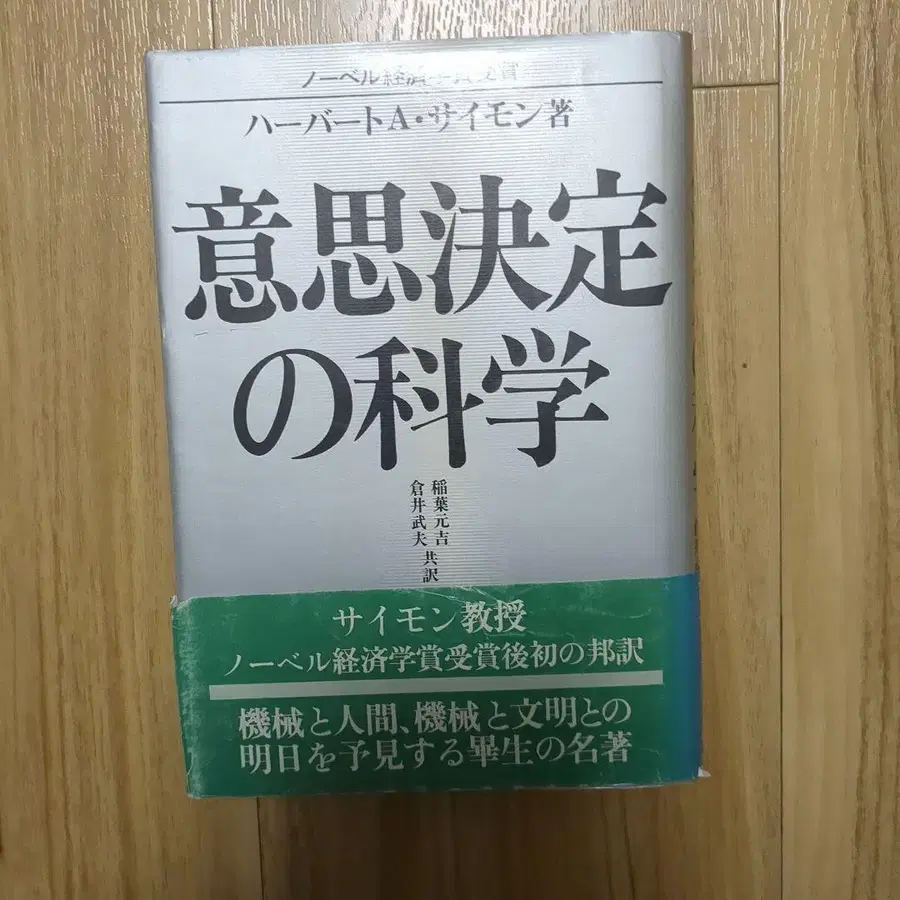 ノーベル経済学賞受賞
ハーバートA・サイモン著
意思決定
の科学
稲葉元吉
倉井武夫 共訳
サイモン教授
ノーベル経済学賞受賞後初の邦訳
機械と人間、機械と文明との
明日を予見する畢生の名著